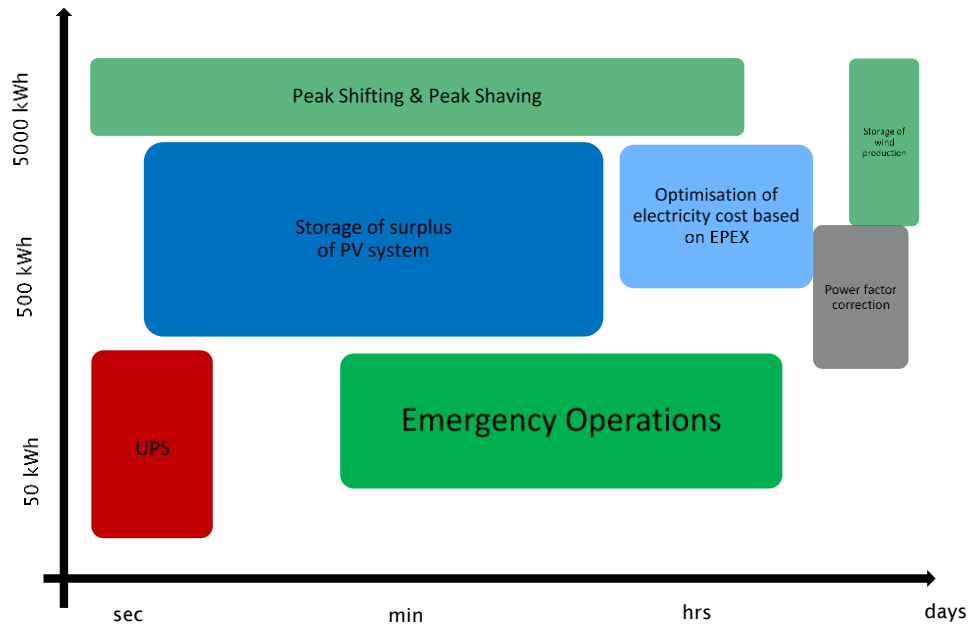 5000 kWh
Peak Shifting & Peak Shaving
Storage of
wind
production
Storage of surplus
of PV system
Optimisation of
electricity cost based
on EPEX
500 kWh
Power factor
correction
50 kWh
UPS
Emergency Operations
sec
min
hrs
days